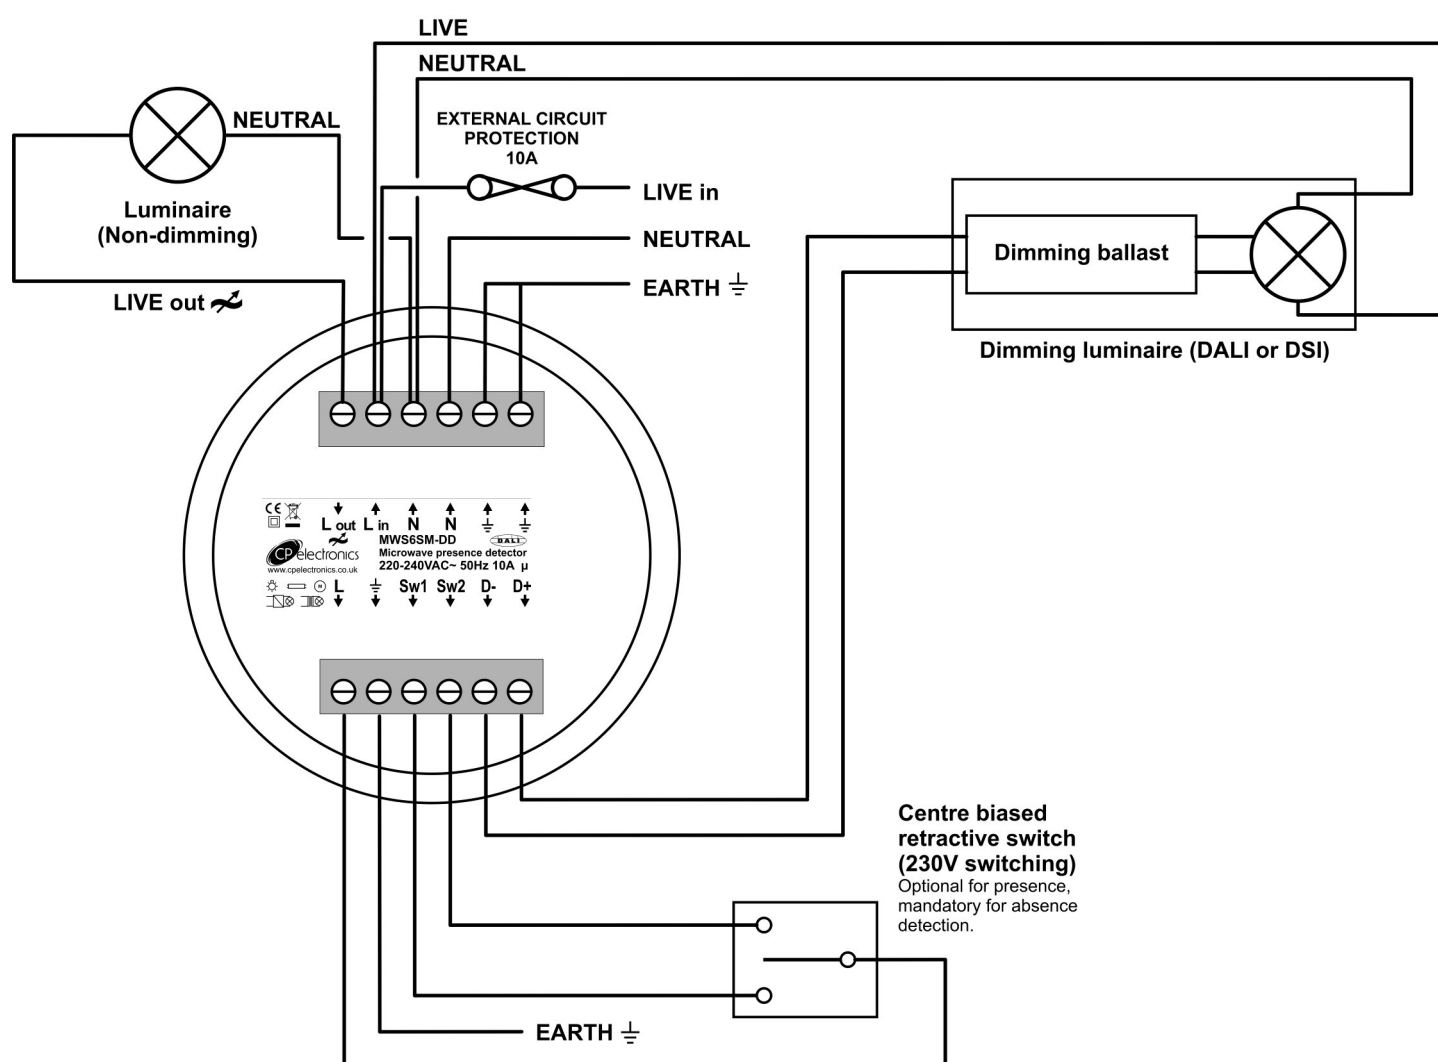 LIVE
NEUTRAL
NEUTRAL
EXTERNAL CIRCUIT
PROTECTION
10A
LIVE in
Luminaire
(Non-dimming)
NEUTRAL
EARTH
LIVE out
Dimming ballast
Dimming luminaire (DALI or DSI)
CE
L out L in N N
MWS6SM-DD
DALI
CP electronics
Microwave presence detector
www.cpelectronics.co.uk
220-240VAC~ 50Hz 10A µ
M
L Sw1 Sw2 D- D+
Centre biased
retractive switch
(230V switching)
Optional for presence,
mandatory for absence
detection.
EARTH